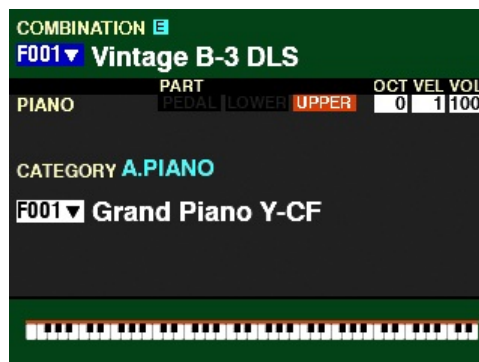 COMBINATION E
F001▼ Vintage B-3 DLS
PART OCT VEL VOL
PIANO PEDAL LOWER UPPER 0 1 100
CATEGORY A.PIANO
F001▼ Grand Piano Y-CF